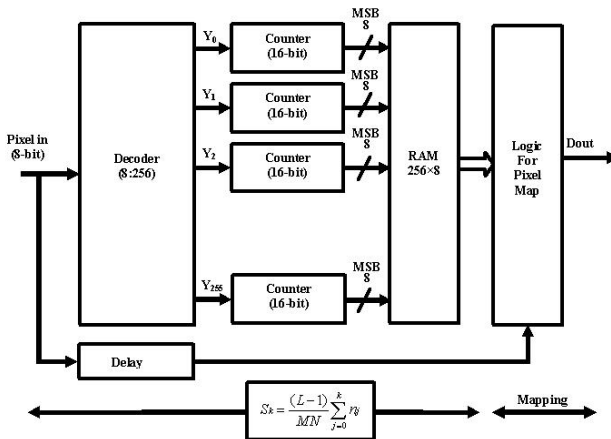 Pixel in
(8-bit)
Decoder
(8:256)
Y0
Counter
(16-bit)
MSB
8
Y1
Counter
(16-bit)
MSB
8
Y2
Counter
(16-bit)
MSB
8
Y255
Counter
(16-bit)
MSB
8
RAM
256×8
Logic
For
Pixel
Map
Dout
Delay
Sk = (L-1)/MN ∑_{j=0}^{k} nj
Mapping